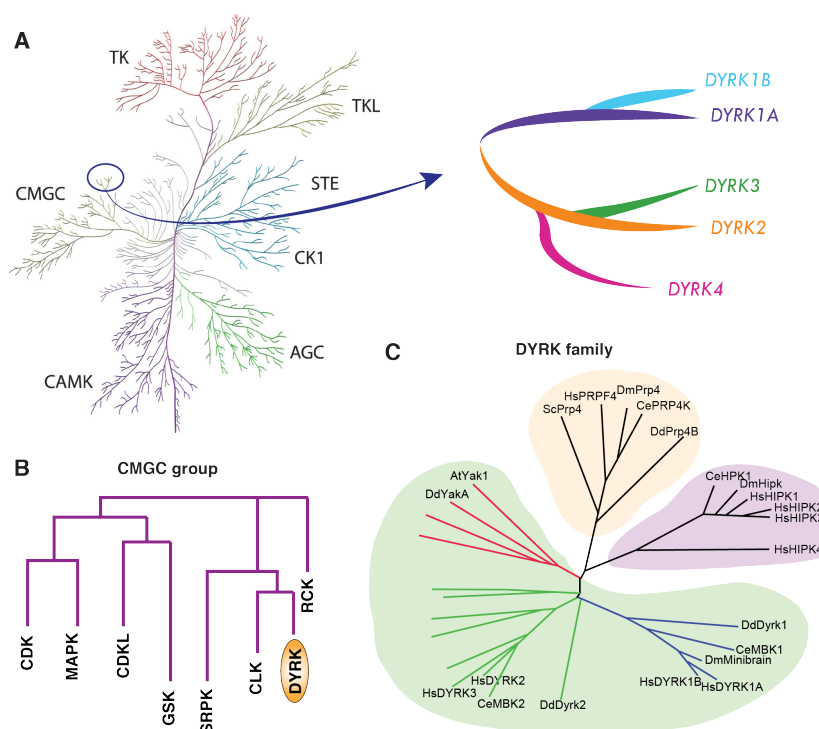 A
TK
TKL
CMGC
STE
CK1
AGC
CAMK
DYRK1B
DYRK1A
DYRK3
DYRK2
DYRK4
B
CMGC group
CDK
MAPK
CDKL
GSK
SRPK
CLK
DYRK
RCK
C
DYRK family
ScPrp4
HsPRPF4
DmPrp4
CePRP4K
DdPrp4B
CeHPK1
DmHipk
HsHIPK1
HsHIPK2
HsHIPK3
HsHIPK4
AtYak1
DdYakA
DdDyrk1
CeMBK1
DmMinibrain
HsDYRK1B
HsDYRK1A
HsDYRK2
HsDYRK3
CeMBK2
DdDyrk2